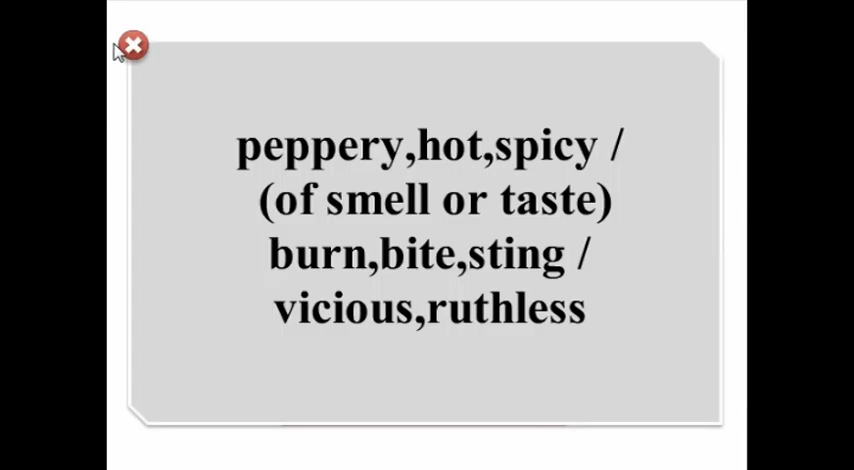 peppery,hot,spicy /
(of smell or taste)
burn,bite,sting /
vicious,ruthless